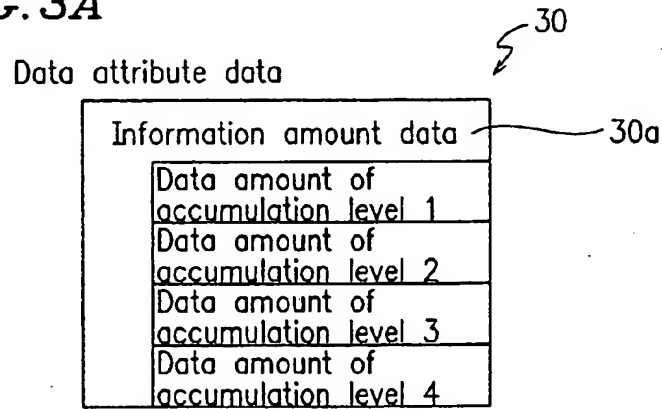 3A
30
Data attribute data
Information amount data
30a
Data amount of
accumulation level 1
Data amount of
accumulation level 2
Data amount of
accumulation level 3
Data amount of
accumulation level 4